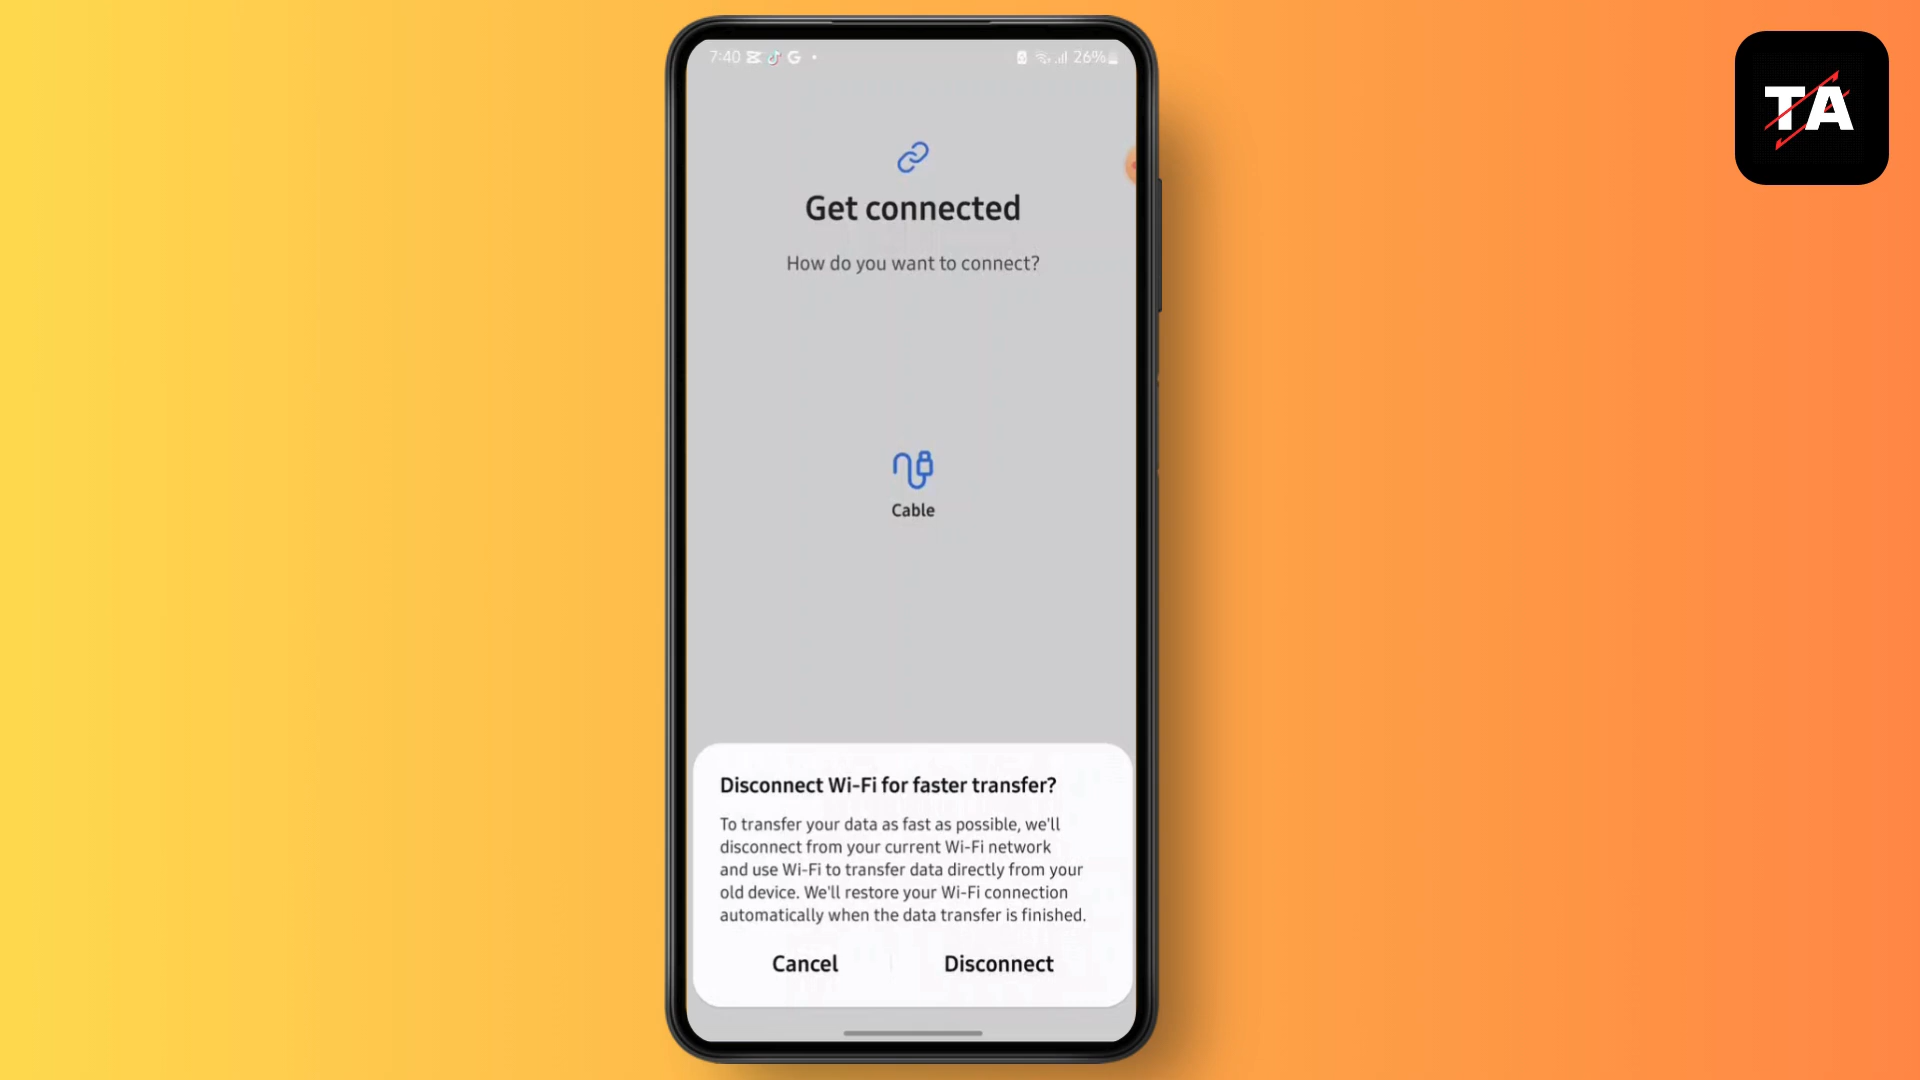 7:40
26%
TA
Get connected
How do you want to connect?
Cable
Disconnect Wi-Fi for faster transfer?
To transfer your data as fast as possible, we'll
disconnect from your current Wi-Fi network
and use Wi-Fi to transfer data directly from your
old device. We'll restore your Wi-Fi connection
automatically when the data transfer is finished.
Cancel
Disconnect